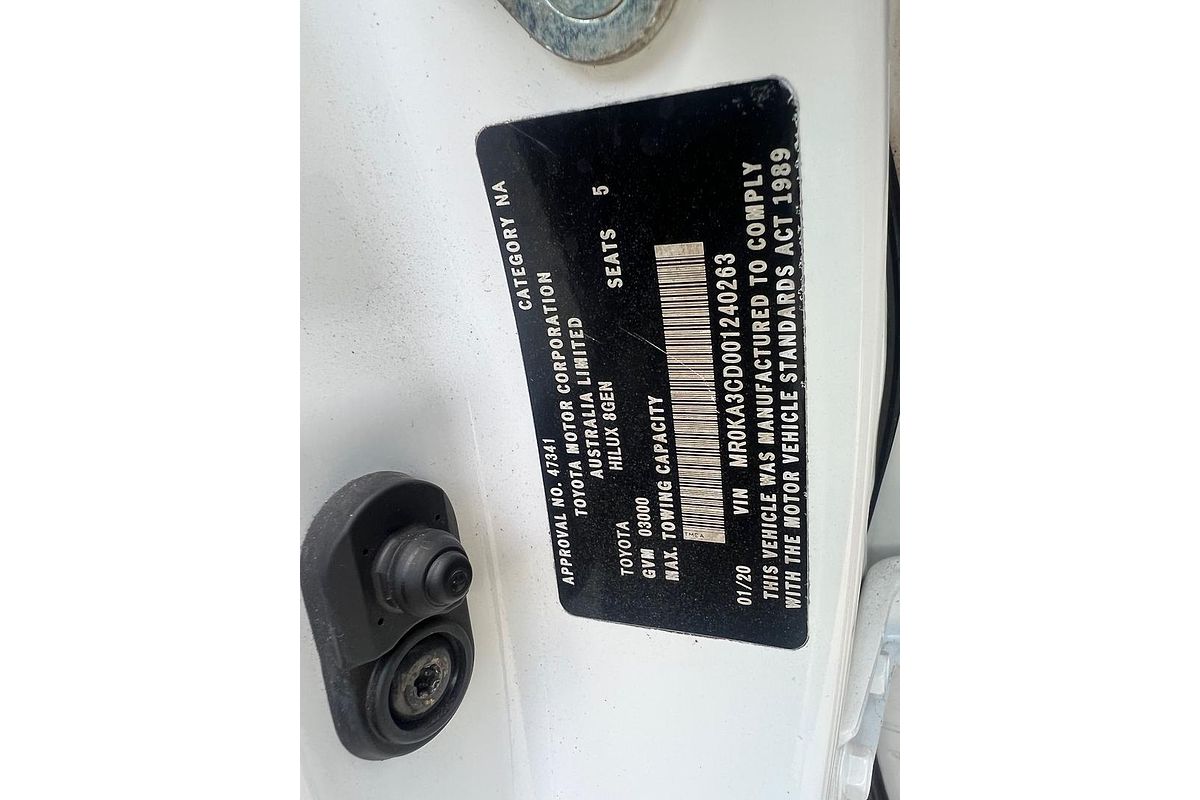 APPROVAL NO. 47341 CATEGORY NA
TOYOTA MOTOR CORPORATION
AUSTRALIA LIMITED
TOYOTA HILUX 8GEN
GVM 03000 SEATS 5
MAX. TOWING CAPACITY
TMCA
01/20 VIN MR0KA3CD001240263
THIS VEHICLE WAS MANUFACTURED TO COMPLY
WITH THE MOTOR VEHICLE STANDARDS ACT 1989